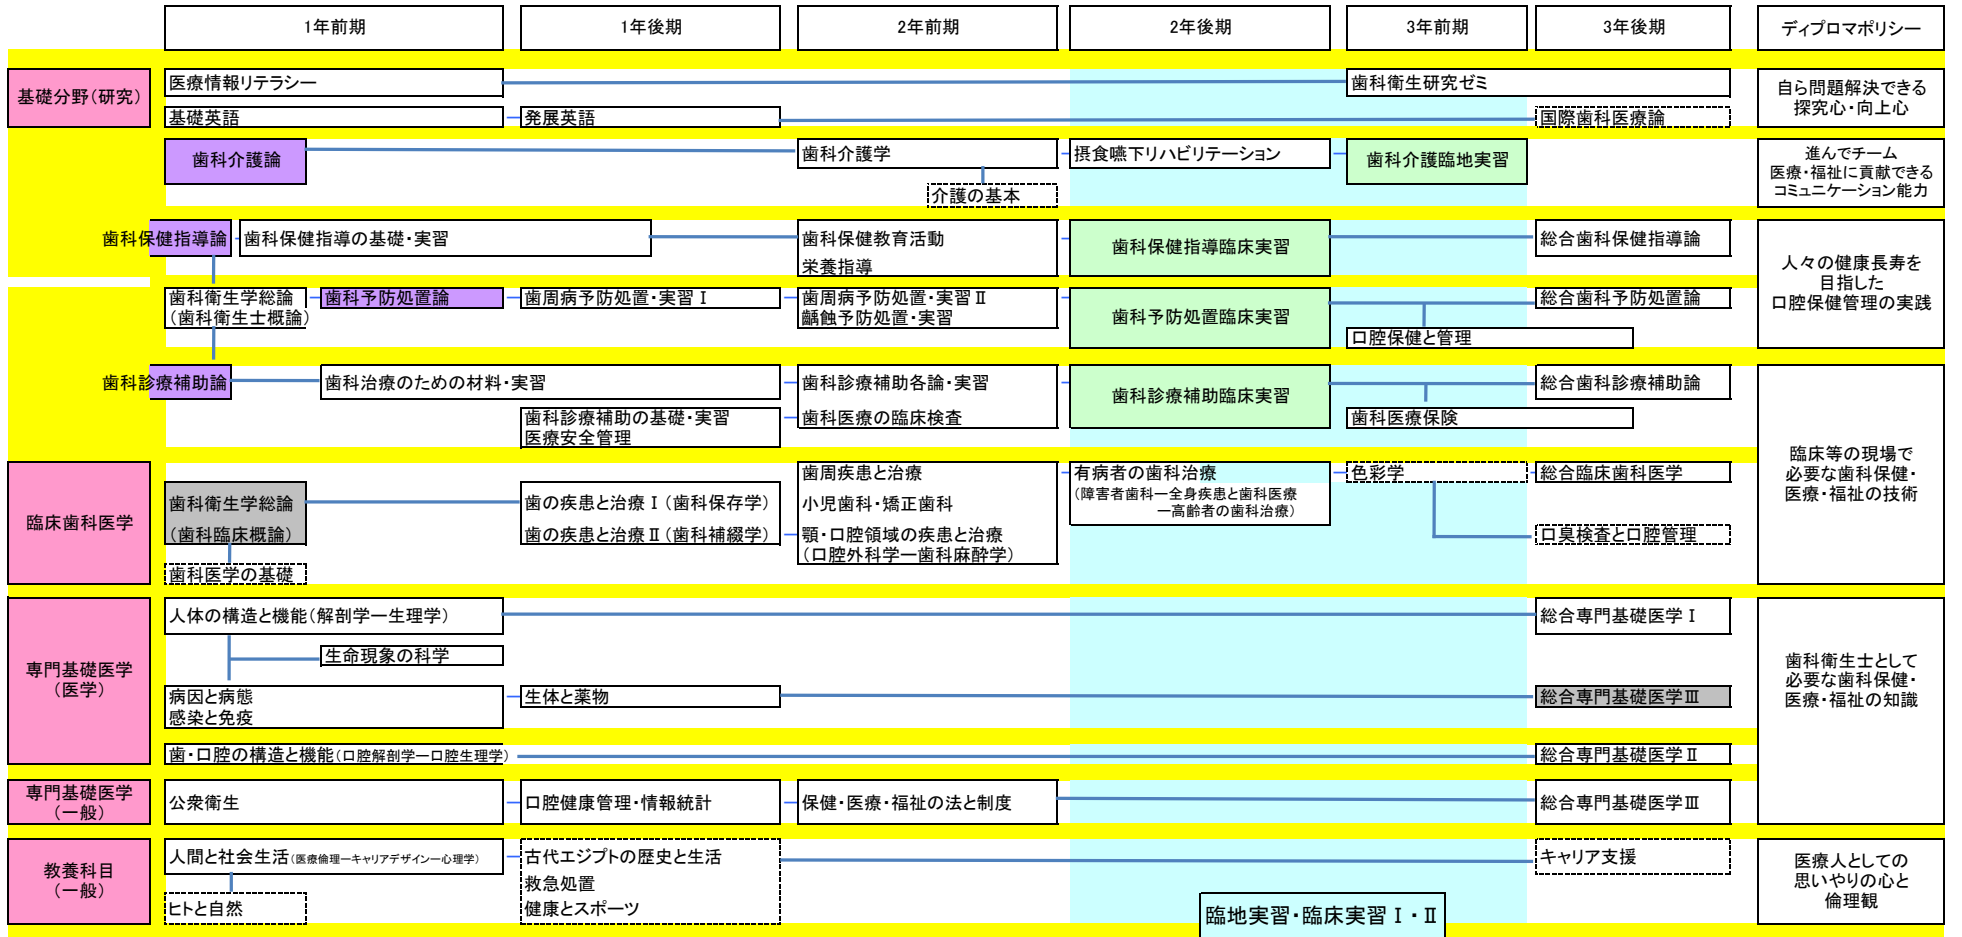 1年前期
1年後期
2年前期
2年後期
3年前期
3年後期
ディプロマポリシー
基礎分野(研究)
医療情報リテラシー
歯科衛生研究ゼミ
基礎英語
発展英語
国際歯科医療論
自ら問題解決できる
探究心・向上心
歯科介護論
歯科介護学
摂食嚥下リハビリテーション
歯科介護臨地実習
介護の基本
進んでチーム
医療・福祉に貢献できる
コミュニケーション能力
歯科保健指導論
歯科保健指導の基礎・実習
歯科保健教育活動
栄養指導
歯科保健指導臨床実習
総合歯科保健指導論
歯科衛生学総論
(歯科衛生士概論)
歯科予防処置論
歯周病予防処置・実習Ⅰ
歯周病予防処置・実習Ⅱ
齲蝕予防処置・実習
歯科予防処置臨床実習
総合歯科予防処置論
口腔保健と管理
人々の健康長寿を
目指した
口腔保健管理の実践
歯科診療補助論
歯科治療のための材料・実習
歯科診療補助各論・実習
歯科診療補助臨床実習
総合歯科診療補助論
歯科診療補助の基礎・実習
医療安全管理
歯科医療の臨床検査
歯科医療保険
臨床歯科医学
歯科衛生学総論
(歯科臨床概論)
歯科医学の基礎
歯の疾患と治療Ⅰ(歯科保存学)
歯の疾患と治療Ⅱ(歯科補綴学)
歯周疾患と治療
小児歯科・矯正歯科
顎・口腔領域の疾患と治療
(口腔外科学ー歯科麻酔学)
有病者の歯科治療
(障害者歯科ー全身疾患と歯科医療
ー高齢者の歯科治療)
色彩学
総合臨床歯科医学
口臭検査と口腔管理
臨床等の現場で
必要な歯科保健・
医療・福祉の技術
専門基礎医学
(医学)
人体の構造と機能(解剖学ー生理学)
総合専門基礎医学Ⅰ
生命現象の科学
病因と病態
感染と免疫
生体と薬物
総合専門基礎医学Ⅲ
歯・口腔の構造と機能(口腔解剖学ー口腔生理学)
総合専門基礎医学Ⅱ
歯科衛生士として
必要な歯科保健・
医療・福祉の知識
専門基礎医学
(一般)
公衆衛生
口腔健康管理・情報統計
保健・医療・福祉の法と制度
総合専門基礎医学Ⅲ
教養科目
(一般)
人間と社会生活(医療倫理ーキャリアデザインー心理学)
ヒトと自然
古代エジプトの歴史と生活
救急処置
健康とスポーツ
キャリア支援
臨地実習・臨床実習Ⅰ・Ⅱ
医療人としての
思いやりの心と
倫理観